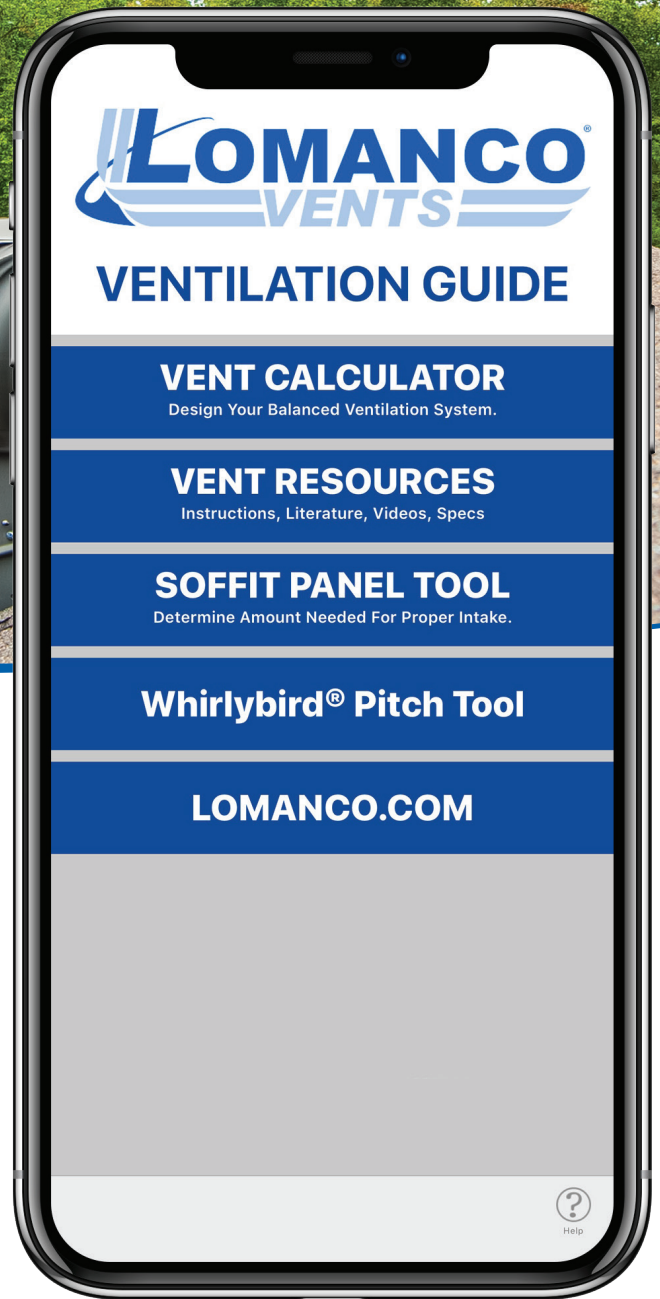 LOMANCO®
VENTS
VENTILATION GUIDE
VENT CALCULATOR
Design Your Balanced Ventilation System.
VENT RESOURCES
Instructions, Literature, Videos, Specs
SOFFIT PANEL TOOL
Determine Amount Needed For Proper Intake.
Whirlybird® Pitch Tool
LOMANCO.COM
?
Help